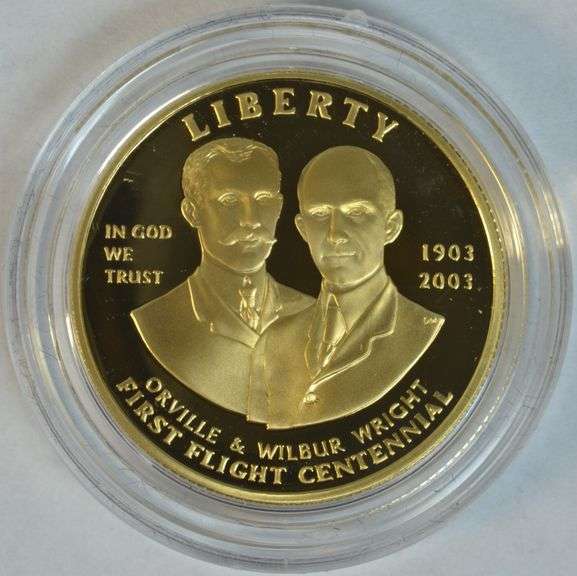 LIBERTY
IN GOD
WE
TRUST
1903
2003
ORVILLE & WILBUR WRIGHT
FIRST FLIGHT CENTENNIAL